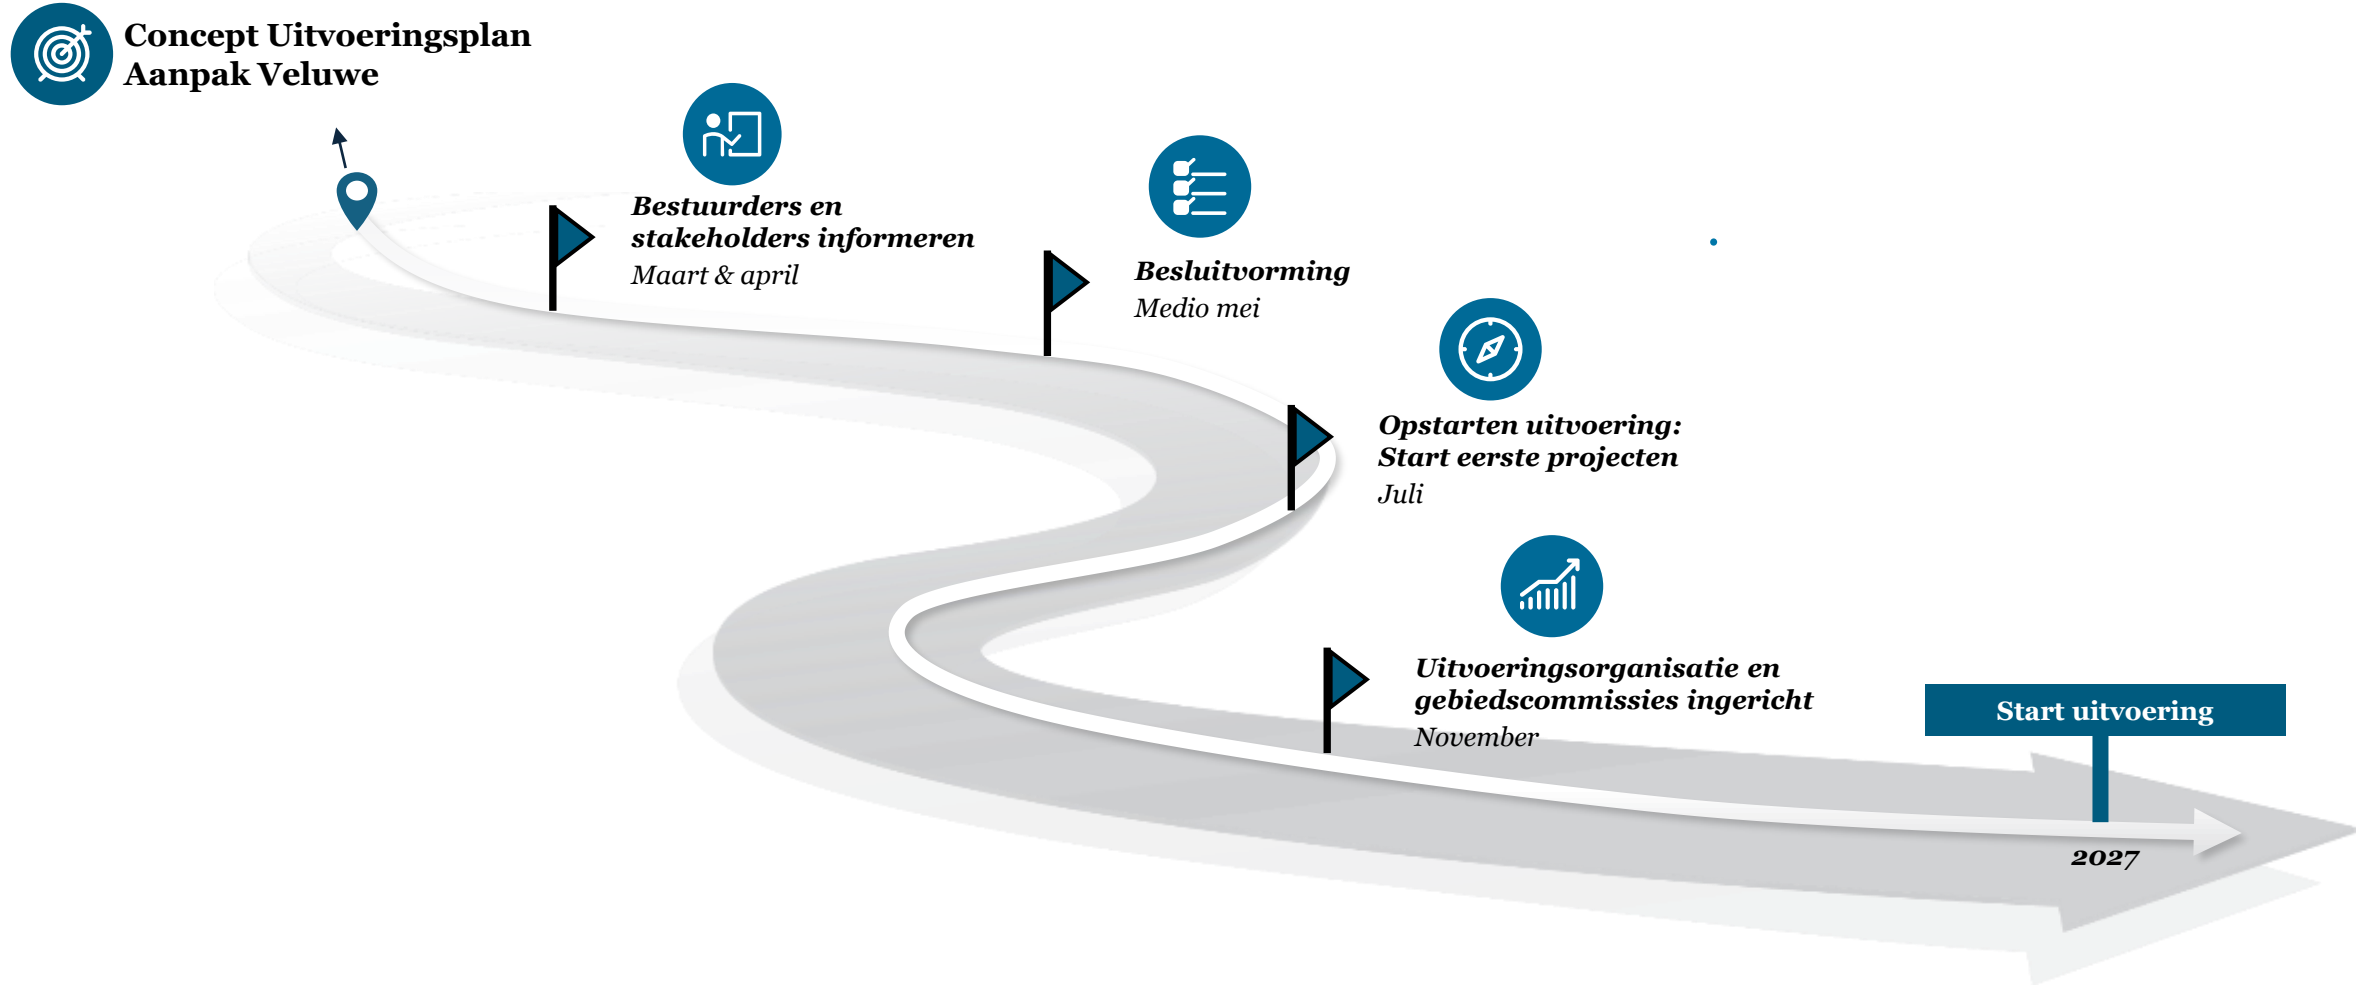 Concept Uitvoeringsplan
Aanpak Veluwe
Bestuurders en
stakeholders informeren
Maart & april
Besluitvorming
Medio mei
Opstarten uitvoering:
Start eerste projecten
Juli
Uitvoeringsorganisatie en
gebiedscommissies ingericht
November
Start uitvoering
2027